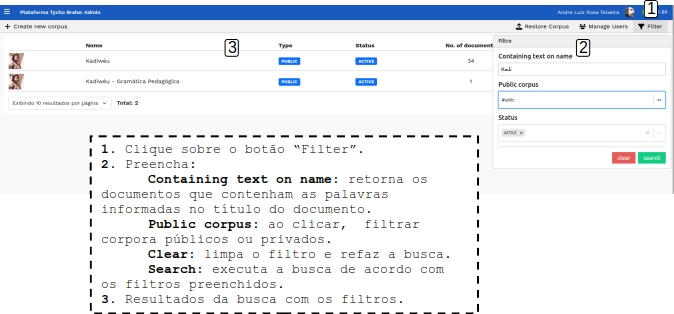 Plataforma Tycho Brahe: Admin
Andre Luiz Rosa Teixeira
1
-BR
+ Create new corpus
Restore Corpus
Manage Users
Filter
3
2
Nome
Type
Status
No. of document
Kadiwéu
PUBLIC
ACTIVE
34
Kadiwéu - Gramática Pedagógica
PUBLIC
ACTIVE
1
Exibindo 10 resultados por página
Total: 2
Filtro
Containing text on name
Kadi
Public corpus
Public
Status
ACTIVE x
clear
search
1. Clique sobre o botão “Filter”.
2. Preencha:
Containing text on name: retorna os
documentos que contenham as palavras
informadas no título do documento.
Public corpus: ao clicar, filtrar
corpora públicos ou privados.
Clear: limpa o filtro e refaz a busca.
Search: executa a busca de acordo com
os filtros preenchidos.
3. Resultados da busca com os filtros.